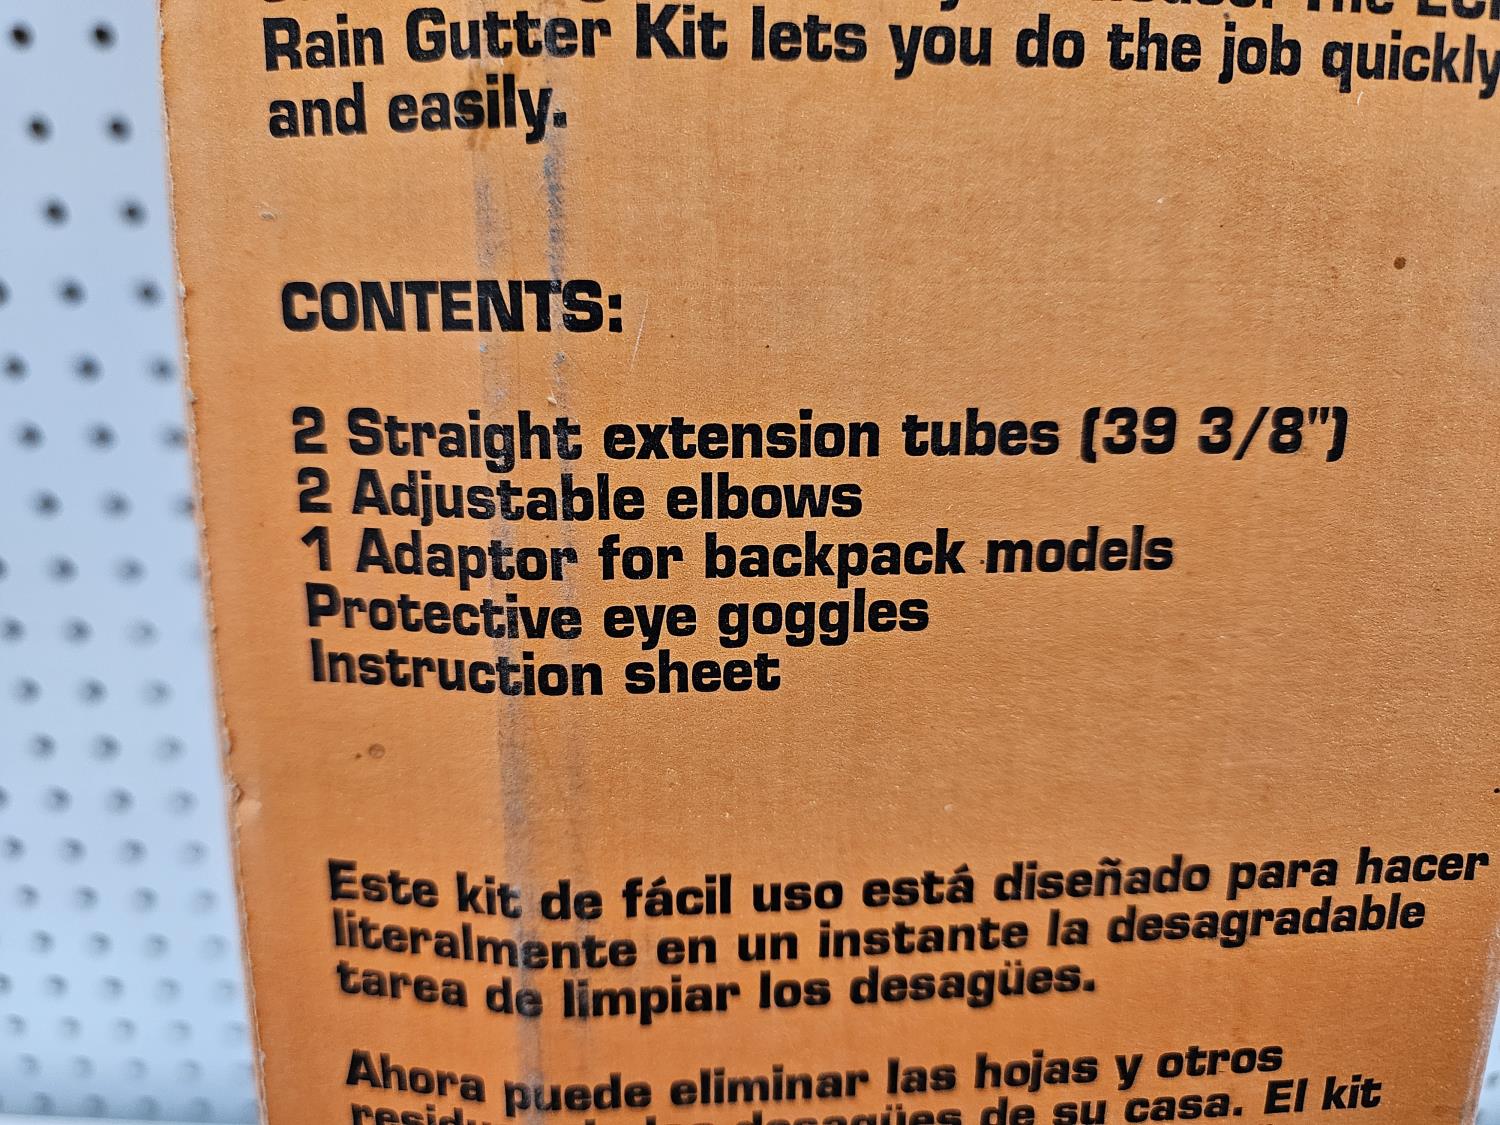 Rain Gutter Kit lets you do the job quickly
and easily.
CONTENTS:
2 Straight extension tubes (39 3/8")
2 Adjustable elbows
1 Adaptor for backpack models
Protective eye goggles
Instruction sheet
Este kit de fácil uso está diseñado para hacer
literalmente en un instante la desagradable
tarea de limpiar los desagües.
Ahora puede eliminar las hojas y otros
desagües de su casa. El kit